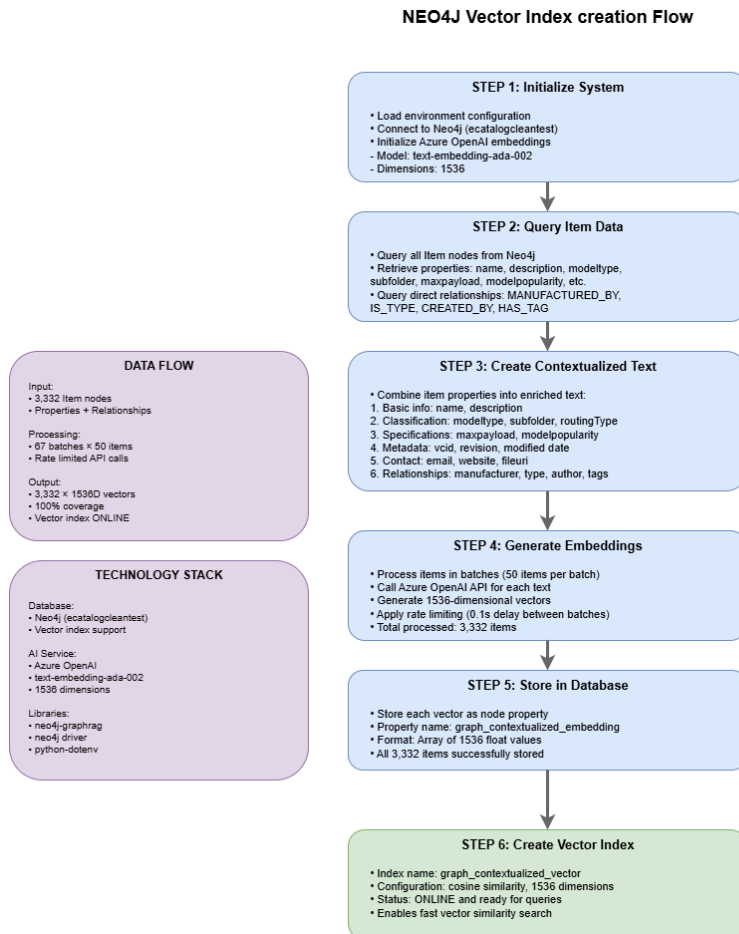 NEO4J Vector Index creation Flow
STEP 1: Initialize System
• Load environment configuration
• Connect to Neo4j (ecatalogcleantest)
• Initialize Azure OpenAI embeddings
- Model: text-embedding-ada-002
- Dimensions: 1536
STEP 2: Query Item Data
• Query all Item nodes from Neo4j
• Retrieve properties: name, description, modeltype,
subfolder, maxpayload, modelpopularity, etc.
• Query direct relationships: MANUFACTURED_BY,
IS_TYPE, CREATED_BY, HAS_TAG
STEP 3: Create Contextualized Text
• Combine item properties into enriched text:
1. Basic info: name, description
2. Classification: modeltype, subfolder, routingType
3. Specifications: maxpayload, modelpopularity
4. Metadata: vcid, revision, modified date
5. Contact: email, website, fileuri
6. Relationships: manufacturer, type, author, tags
DATA FLOW
Input:
• 3,332 Item nodes
• Properties + Relationships
Processing:
• 67 batches × 50 items
• Rate limited API calls
Output:
• 3,332 × 1536D vectors
• 100% coverage
• Vector index ONLINE
STEP 4: Generate Embeddings
• Process items in batches (50 items per batch)
• Call Azure OpenAI API for each text
• Generate 1536-dimensional vectors
• Apply rate limiting (0.1s delay between batches)
• Total processed: 3,332 items
TECHNOLOGY STACK
Database:
• Neo4j (ecatalogcleantest)
• Vector index support
AI Service:
• Azure OpenAI
• text-embedding-ada-002
• 1536 dimensions
Libraries:
• neo4j-graphrag
• neo4j driver
• python-dotenv
STEP 5: Store in Database
• Store each vector as node property
• Property name: graph_contextualized_embedding
• Format: Array of 1536 float values
• All 3,332 items successfully stored
STEP 6: Create Vector Index
• Index name: graph_contextualized_vector
• Configuration: cosine similarity, 1536 dimensions
• Status: ONLINE and ready for queries
• Enables fast vector similarity search